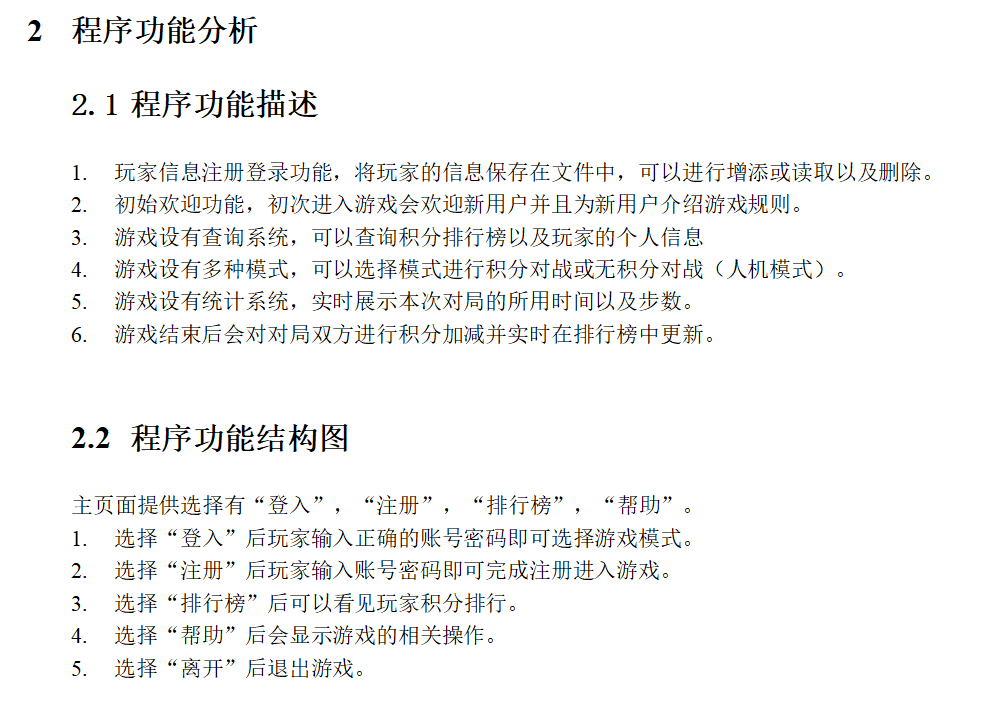 2 程序功能分析
2.1 程序功能描述
1. 玩家信息注册登录功能，将玩家的信息保存在文件中，可以进行增添或读取以及删除。
2. 初始欢迎功能，初次进入游戏会欢迎新用户并且为新用户介绍游戏规则。
3. 游戏设有查询系统，可以查询积分排行榜以及玩家的个人信息
4. 游戏设有多种模式，可以选择模式进行积分对战或无积分对战（人机模式）。
5. 游戏设有统计系统，实时展示本次对局的所用时间以及步数。
6. 游戏结束后会对对局双方进行积分加减并实时在排行榜中更新。
2.2 程序功能结构图
主页面提供选择有“登入”，“注册”，“排行榜”，“帮助”。
1. 选择“登入”后玩家输入正确的账号密码即可选择游戏模式。
2. 选择“注册”后玩家输入账号密码即可完成注册进入游戏。
3. 选择“排行榜”后可以看见玩家积分排行。
4. 选择“帮助”后会显示游戏的相关操作。
5. 选择“离开”后退出游戏。